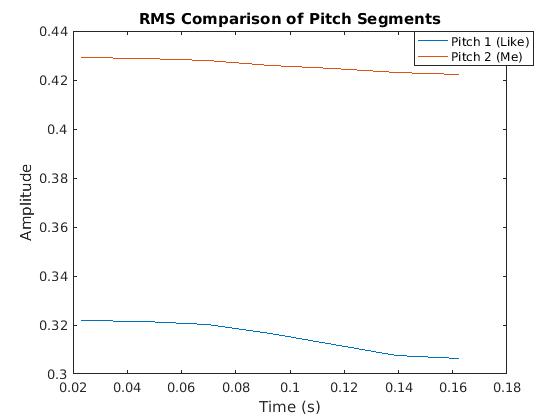 RMS Comparison of Pitch Segments
Pitch 1 (Like)
Pitch 2 (Me)
0.44
0.42
0.4
0.38
0.36
0.34
0.32
0.3
Amplitude
0.02 0.04 0.06 0.08 0.1 0.12 0.14 0.16 0.18
Time (s)